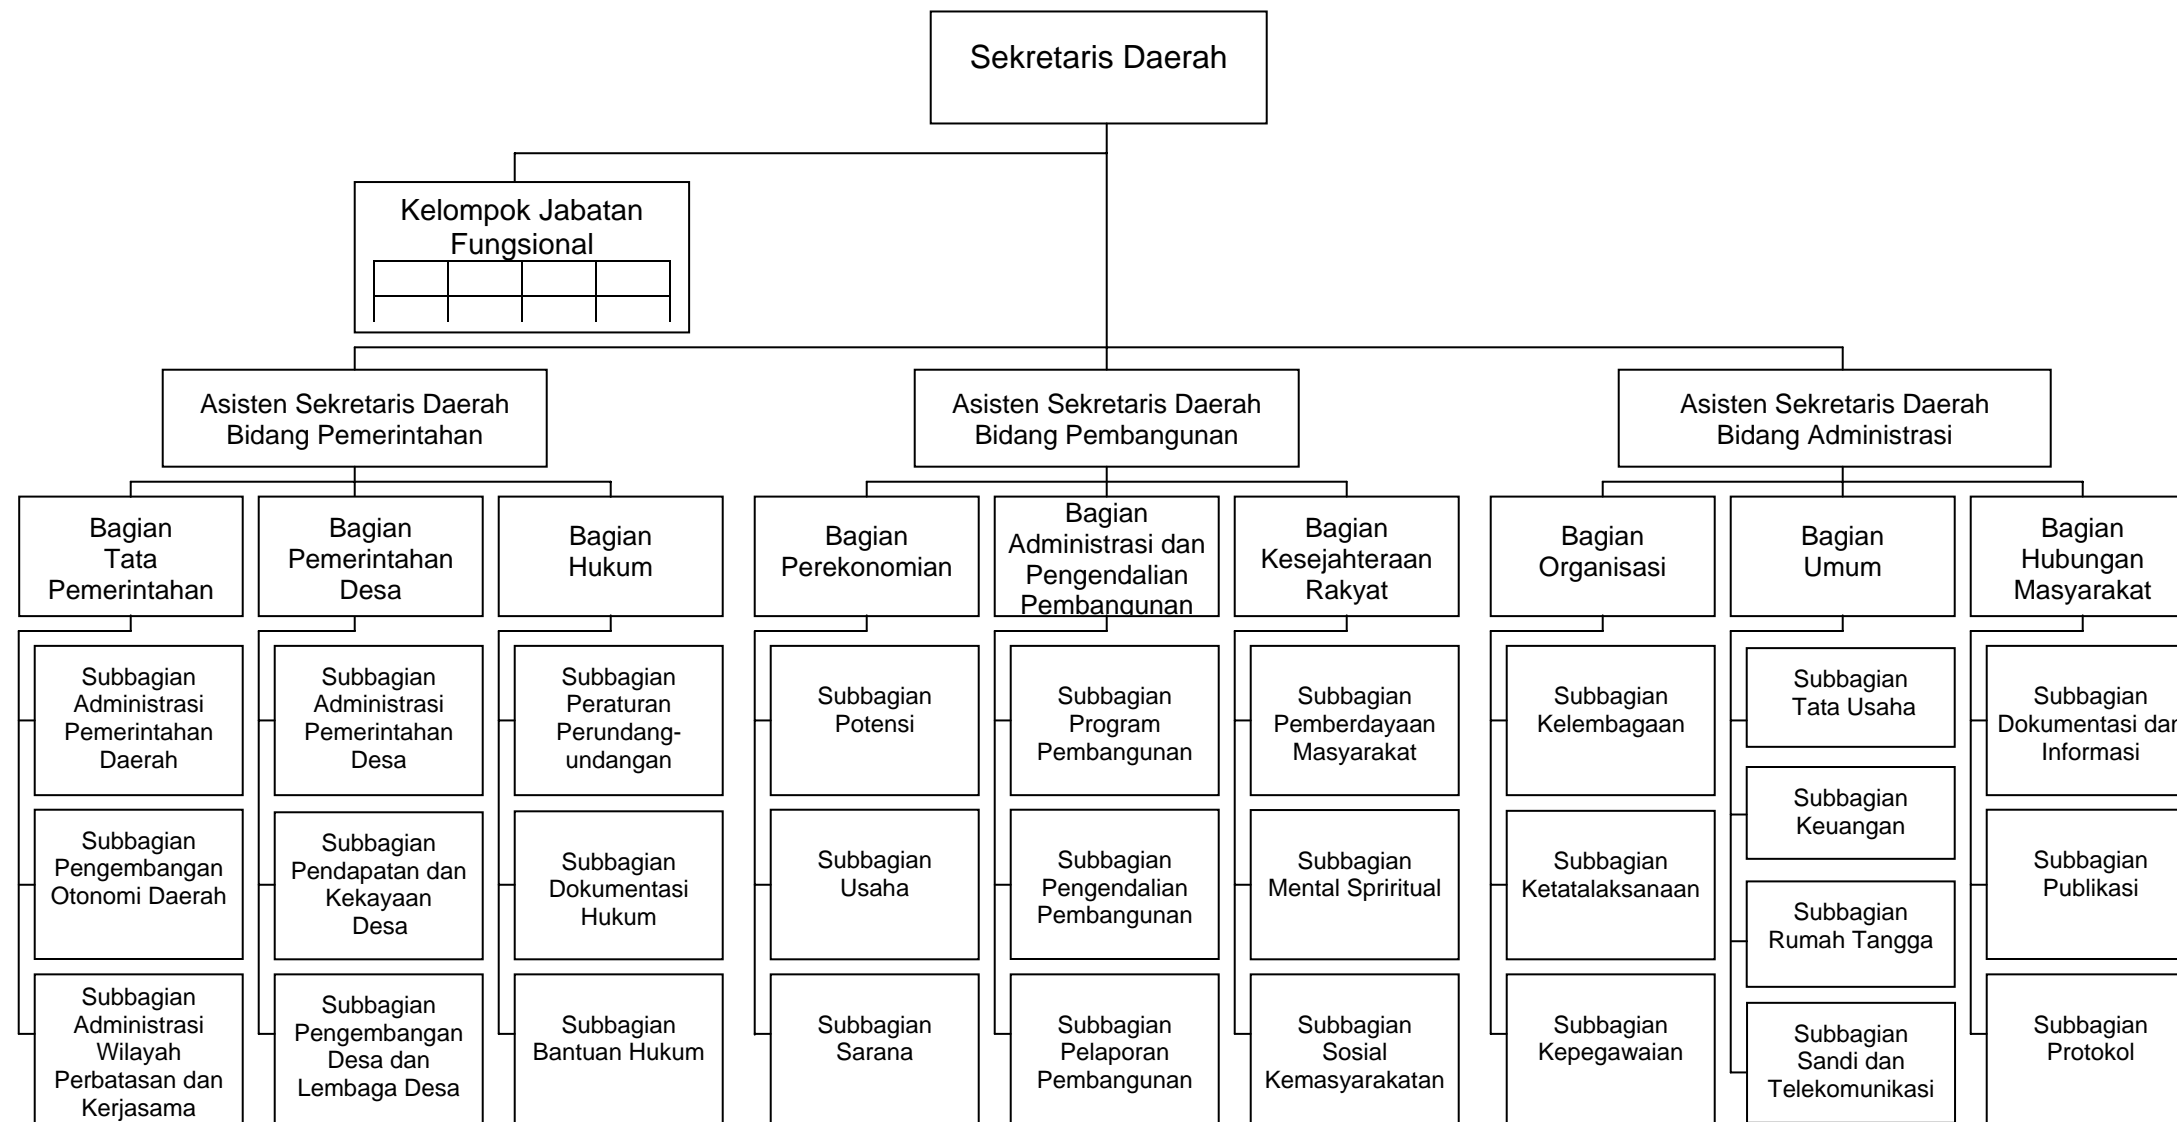 Sekretaris Daerah
Kelompok Jabatan
Fungsional
Asisten Sekretaris Daerah
Bidang Pemerintahan
Asisten Sekretaris Daerah
Bidang Pembangunan
Asisten Sekretaris Daerah
Bidang Administrasi
Bagian
Tata
Pemerintahan
Bagian
Pemerintahan
Desa
Bagian
Hukum
Bagian
Perekonomian
Bagian
Administrasi dan
Pengendalian
Pembangunan
Bagian
Kesejahteraan
Rakyat
Bagian
Organisasi
Bagian
Umum
Bagian
Hubungan
Masyarakat
Subbagian
Administrasi
Pemerintahan
Daerah
Subbagian
Administrasi
Pemerintahan
Desa
Subbagian
Peraturan
Perundang-
undangan
Subbagian
Potensi
Subbagian
Program
Pembangunan
Subbagian
Pemberdayaan
Masyarakat
Subbagian
Kelembagaan
Subbagian
Tata Usaha
Subbagian
Dokumentasi dan
Informasi
Subbagian
Pengembangan
Otonomi Daerah
Subbagian
Pendapatan dan
Kekayaan
Desa
Subbagian
Dokumentasi
Hukum
Subbagian
Usaha
Subbagian
Pengendalian
Pembangunan
Subbagian
Mental Spriritual
Subbagian
Ketatalaksanaan
Subbagian
Keuangan
Subbagian
Rumah Tangga
Subbagian
Publikasi
Subbagian
Administrasi
Wilayah
Perbatasan dan
Kerjasama
Subbagian
Pengembangan
Desa dan
Lembaga Desa
Subbagian
Bantuan Hukum
Subbagian
Sarana
Subbagian
Pelaporan
Pembangunan
Subbagian
Sosial
Kemasyarakatan
Subbagian
Kepegawaian
Subbagian
Sandi dan
Telekomunikasi
Subbagian
Protokol